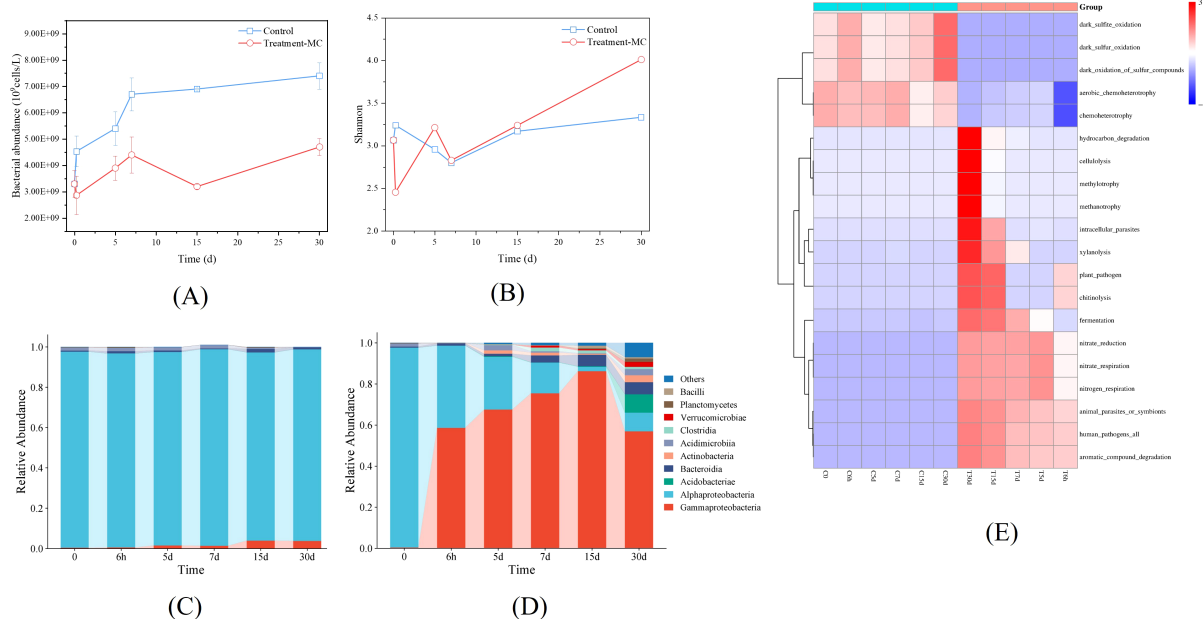 9.00E+09
8.00E+09
7.00E+09
6.00E+09
5.00E+09
4.00E+09
3.00E+09
2.00E+09
Bacterial abundance (10⁹cells/L)
Control
Treatment-MC
0 5 10 15 20 25 30
Time (d)
(A)
4.5
4.0
3.5
3.0
2.5
2.0
Shannon
Control
Treatment-MC
0 5 10 15 20 25 30
Time (d)
(B)
1.0
0.8
0.6
0.4
0.2
0.0
Relative Abundance
0 6h 5d 7d 15d 30d
Time
(C)
1.0
0.8
0.6
0.4
0.2
0.0
Relative Abundance
0 6h 5d 7d 15d 30d
Time
(D)
Others
Bacilli
Planctomycetes
Verrucomicrobiae
Clostridia
Acidimicrobiia
Actinobacteria
Bacteroidia
Acidobacteriae
Alphaproteobacteria
Gammaproteobacteria
Group
dark_sulfite_oxidation
dark_sulfur_oxidation
dark_oxidation_of_sulfur_compounds
aerobic_chemoheterotrophy
chemoheterotrophy
hydrocarbon_degradation
cellulolysis
methylotrophy
methanotrophy
intracellular_parasites
xylanolysis
plant_pathogen
chitinolysis
fermentation
nitrate_reduction
nitrate_respiration
nitrogen_respiration
animal_parasites_or_symbionts
human_pathogens_all
aromatic_compound_degradation
C0 C6h C5d C7d C15d C30d T30d T15d T7d T5d T6h
3
(E)